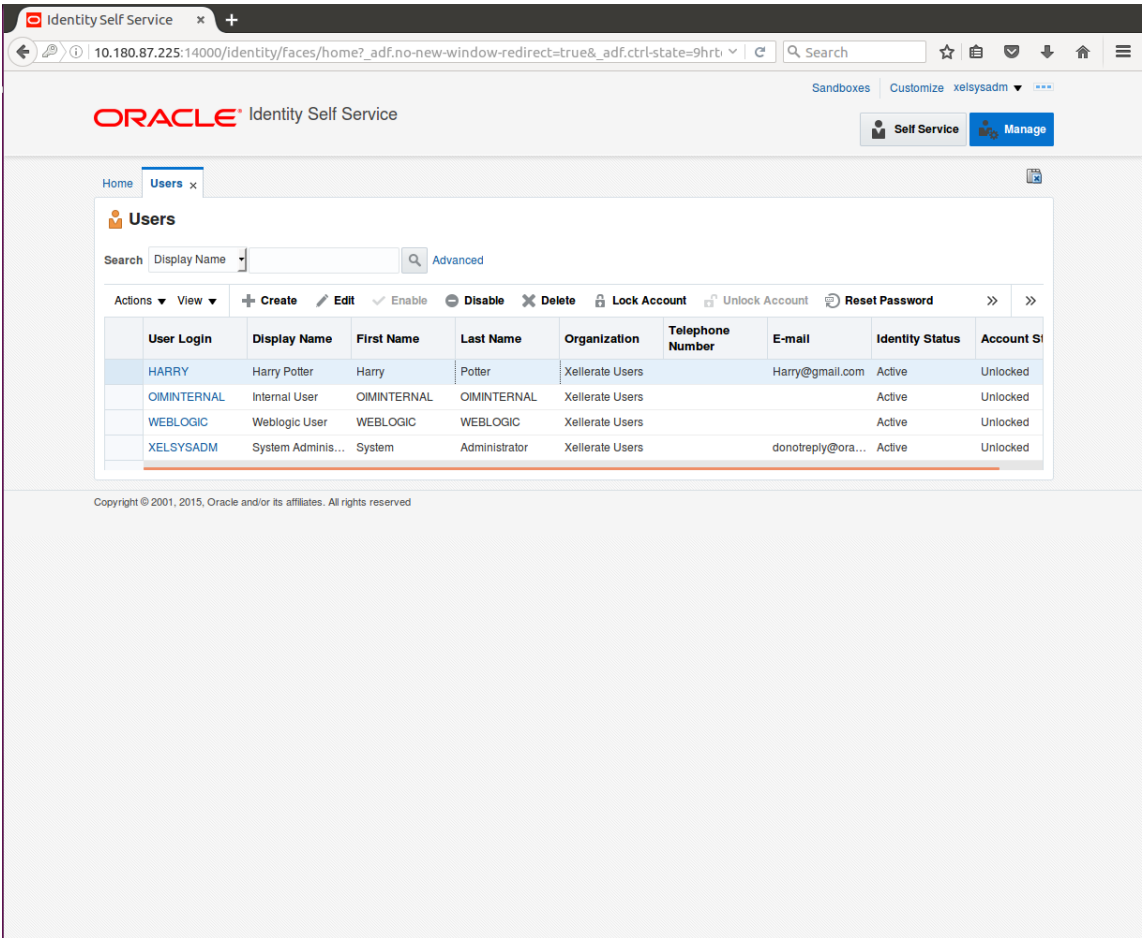 Identity Self Service × +
10.180.87.225:14000/identity/faces/home?_adf.no-new-window-redirect=true&_adf.ctrl-state=9hrt Search
Sandboxes Customize xelsysadm
ORACLE Identity Self Service
Self Service Manage
Home Users ×
Users
Search Display Name Advanced
Actions View Create Edit Enable Disable Delete Lock Account Unlock Account Reset Password » »
User Login Display Name First Name Last Name Organization Telephone Number E-mail Identity Status Account St
HARRY Harry Potter Harry Potter Xellerate Users Harry@gmail.com Active Unlocked
OIMINTERNAL Internal User OIMINTERNAL OIMINTERNAL Xellerate Users Active Unlocked
WEBLOGIC Weblogic User WEBLOGIC WEBLOGIC Xellerate Users Active Unlocked
XELSYSADM System Adminis... System Administrator Xellerate Users donotreply@ora... Active Unlocked
Copyright © 2001, 2015, Oracle and/or its affiliates. All rights reserved